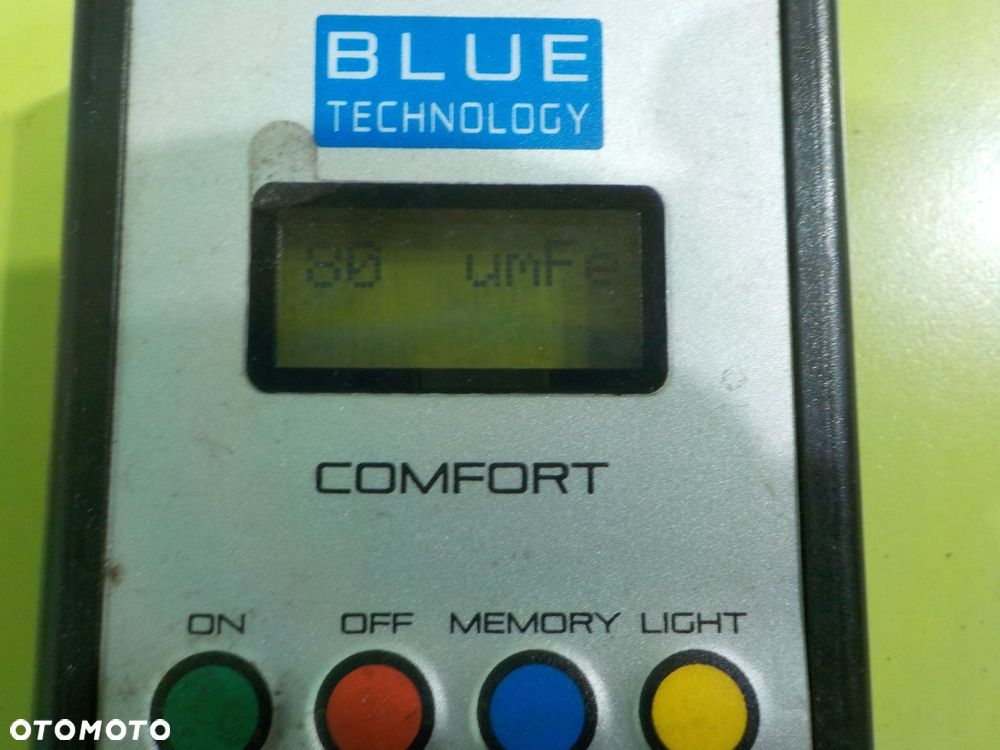 BLUE
TECHNOLOGY
80 umFe
COMFORT
ON OFF MEMORY LIGHT
OTOMOTO